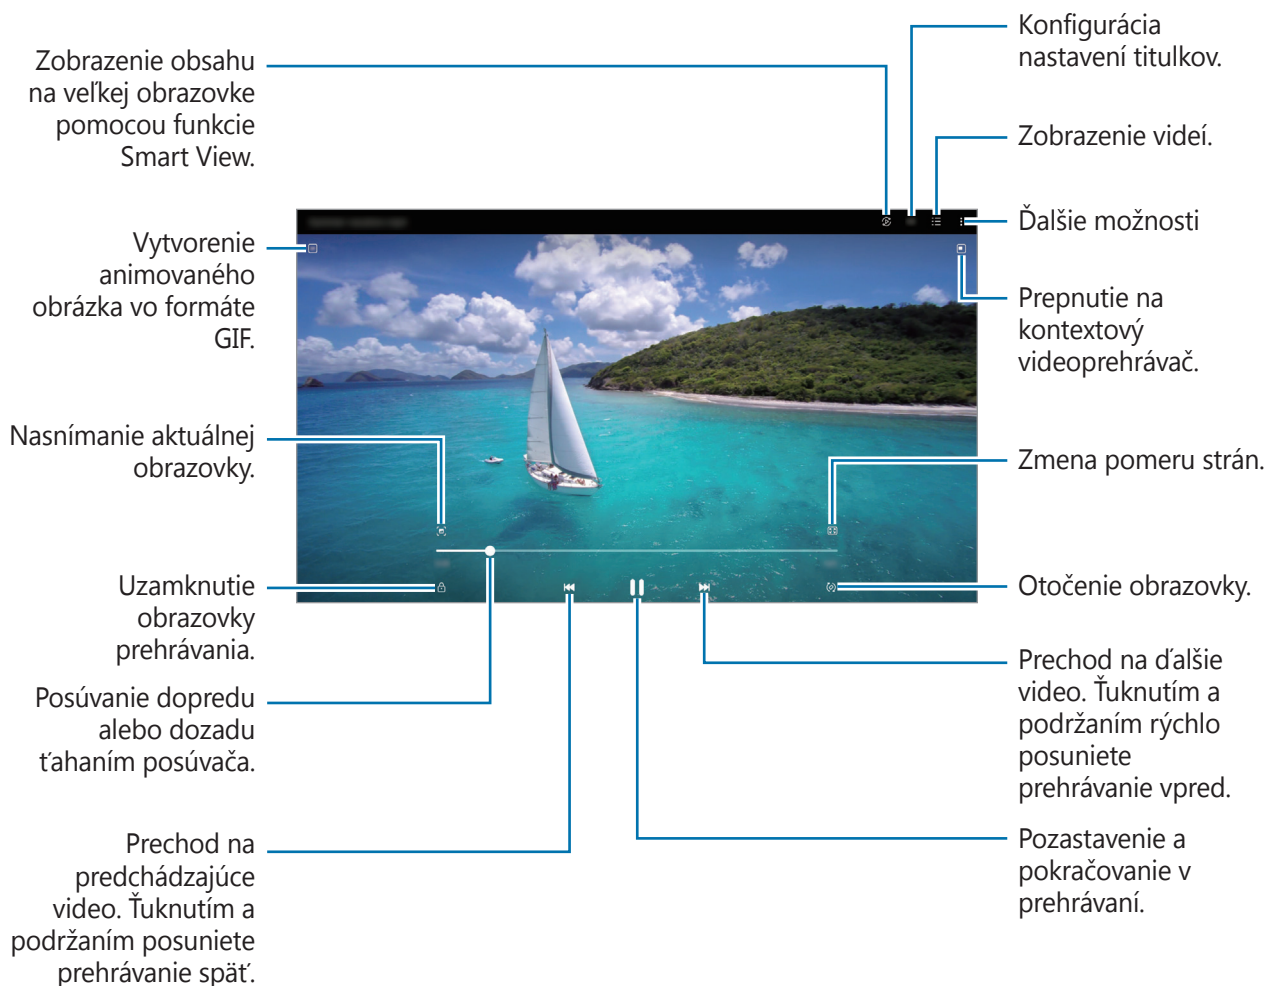 Zobrazenie obsahu
na veľkej obrazovke
pomocou funkcie
Smart View.
Vytvorenie
animovaného
obrázka vo formáte
GIF.
Nasnímanie aktuálnej
obrazovky.
Uzamknutie
obrazovky
prehrávania.
Posúvanie dopredu
alebo dozadu
ťahaním posúvača.
Prechod na
predchádzajúce
video. Ťuknutím a
podržaním posuniete
prehrávanie späť.
Konfigurácia
nastavení titulkov.
Zobrazenie videí.
Ďalšie možnosti
Prepnutie na
kontextový
videoprehrávač.
Zmena pomeru strán.
Otočenie obrazovky.
Prechod na ďalšie
video. Ťuknutím a
podržaním rýchlo
posuniete
prehrávanie vpred.
Pozastavenie a
pokračovanie v
prehrávaní.